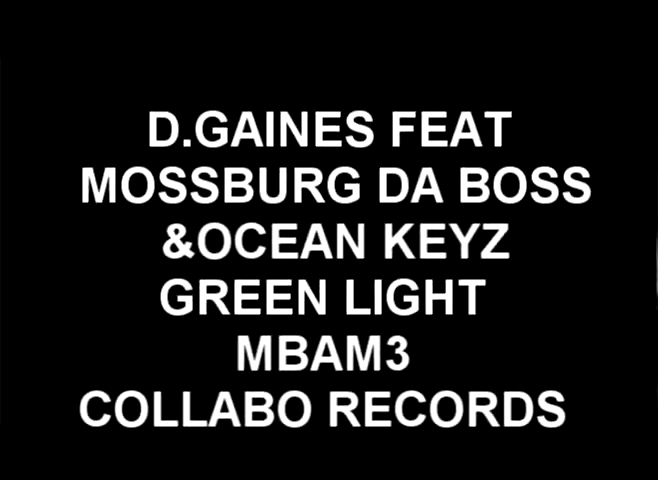 D.GAINES FEAT
MOSSBURG DA BOSS
&OCEAN KEYZ
GREEN LIGHT
MBAM3
COLLABO RECORDS